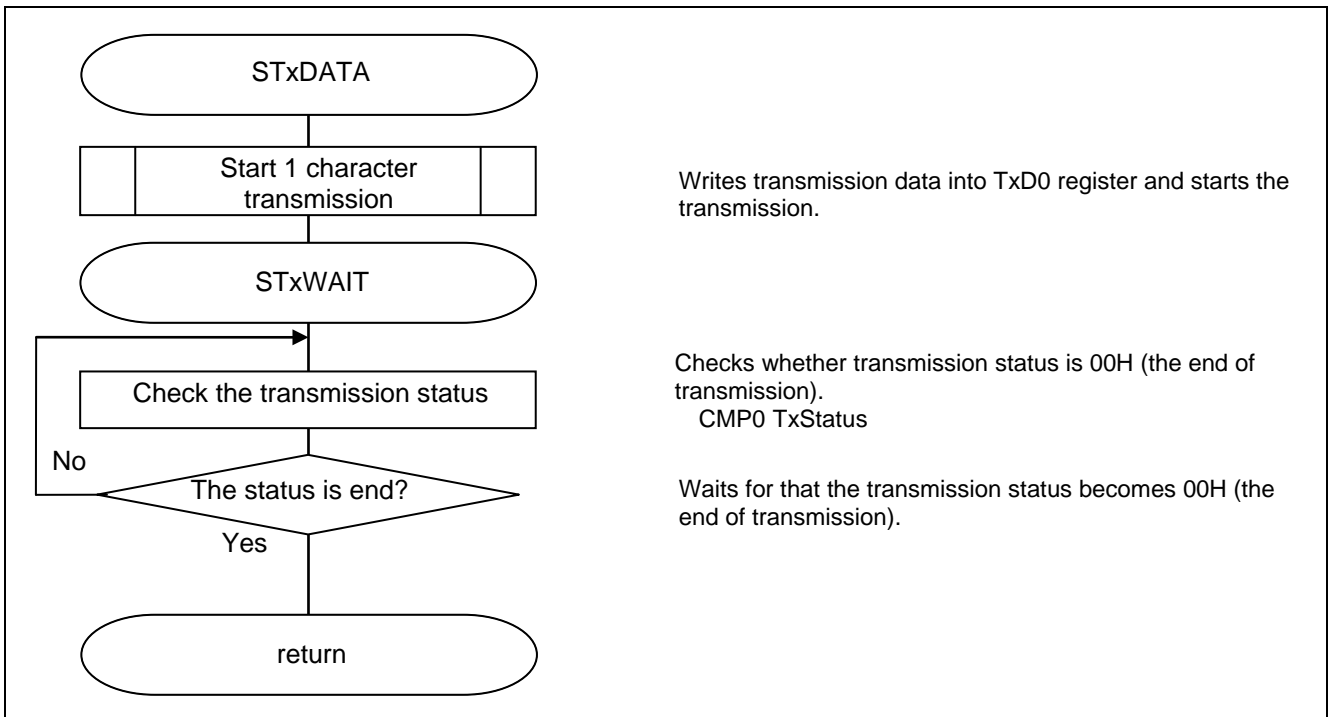 STxDATA
Start 1 character
transmission
Writes transmission data into TxD0 register and starts the
transmission.
STxWAIT
Check the transmission status
Checks whether transmission status is 00H (the end of
transmission).
CMP0 TxStatus
No
The status is end?
Waits for that the transmission status becomes 00H (the
end of transmission).
Yes
return